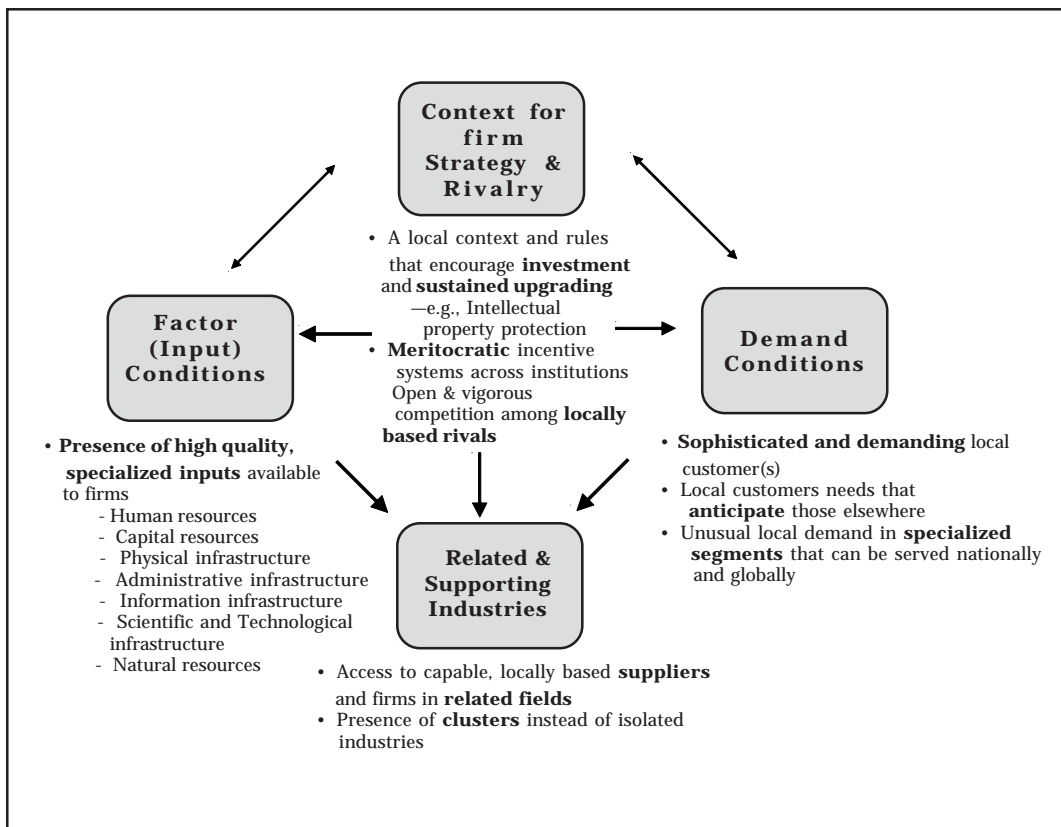 Context for
firm
Strategy &
Rivalry
• A local context and rules
that encourage investment
and sustained upgrading
—e.g., Intellectual
property protection
• Meritocratic incentive
systems across institutions
Open & vigorous
competition among locally
based rivals
Factor
(Input)
Conditions
• Presence of high quality,
specialized inputs available
to firms
- Human resources
- Capital resources
- Physical infrastructure
- Administrative infrastructure
- Information infrastructure
- Scientific and Technological
infrastructure
- Natural resources
Demand
Conditions
• Sophisticated and demanding local
customer(s)
• Local customers needs that
anticipate those elsewhere
• Unusual local demand in specialized
segments that can be served nationally
and globally
Related &
Supporting
Industries
• Access to capable, locally based suppliers
and firms in related fields
• Presence of clusters instead of isolated
industries